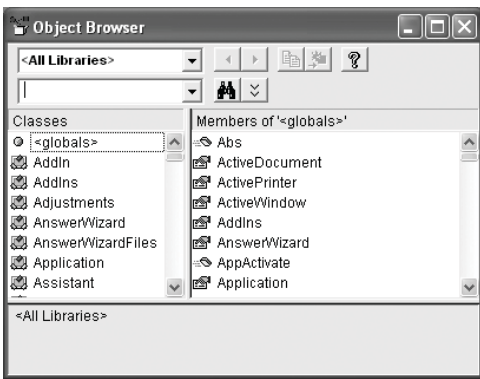 Object Browser
<All Libraries>
Classes
Members of '<globals>'
<globals>
AddIn
AddIns
Adjustments
AnswerWizard
AnswerWizardFiles
Application
Assistant
Abs
ActiveDocument
ActivePrinter
ActiveWindow
AddIns
AnswerWizard
AppActivate
Application
<All Libraries>